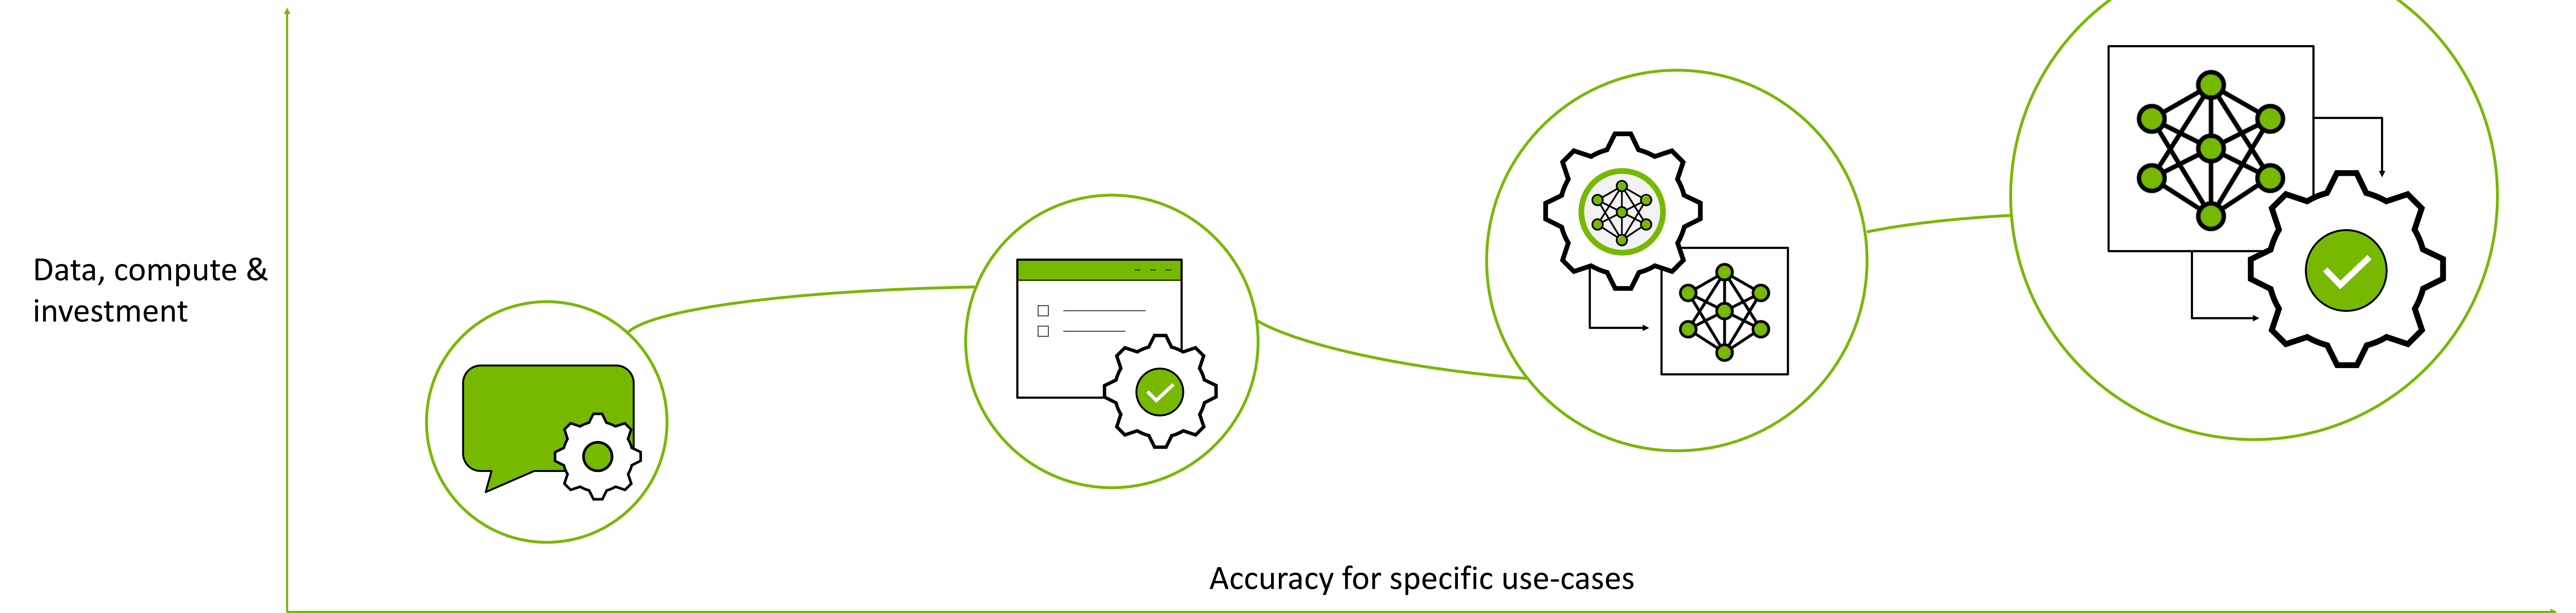 Data, compute &
investment
Accuracy for specific use-cases